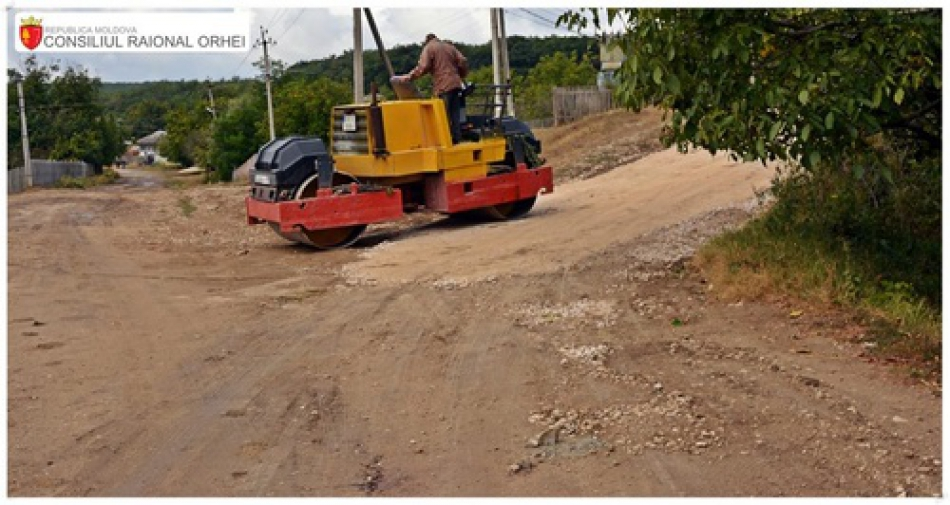 REPUBLICA MOLDOVA
CONSILIUL RAIONAL ORHEI